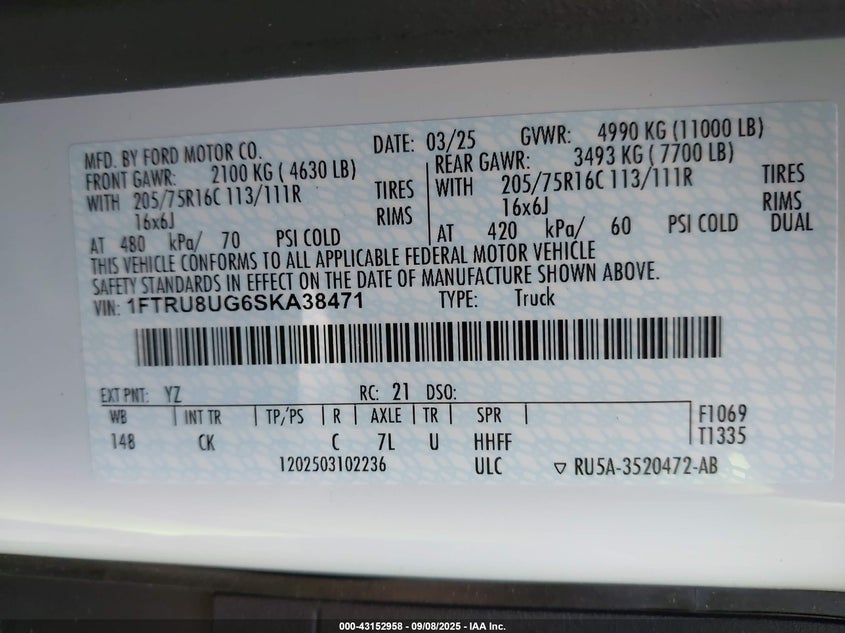 MFD. BY FORD MOTOR CO. DATE: 03/25 GVWR: 4990 KG (11000 LB)
FRONT GAWR: 2100 KG ( 4630 LB) REAR GAWR: 3493 KG ( 7700 LB)
WITH 205/75R16C 113/111R TIRES WITH 205/75R16C 113/111R TIRES
16x6J RIMS 16x6J RIMS
AT 480 kPa/ 70 PSI COLD AT 420 kPa/ 60 PSI COLD DUAL
THIS VEHICLE CONFORMS TO ALL APPLICABLE FEDERAL MOTOR VEHICLE
SAFETY STANDARDS IN EFFECT ON THE DATE OF MANUFACTURE SHOWN ABOVE.
VIN: 1FTRU8UG6SKA38471 TYPE: Truck
EXT PNT: YZ RC: 21 DSO:
WB INT TR TP/PS R AXLE TR SPR F1069
148 CK C 7L U HHFF T1335
1202503102236 ULC ▽ RU5A-3520472-AB
000-43152958 - 09/08/2025 - IAA Inc.